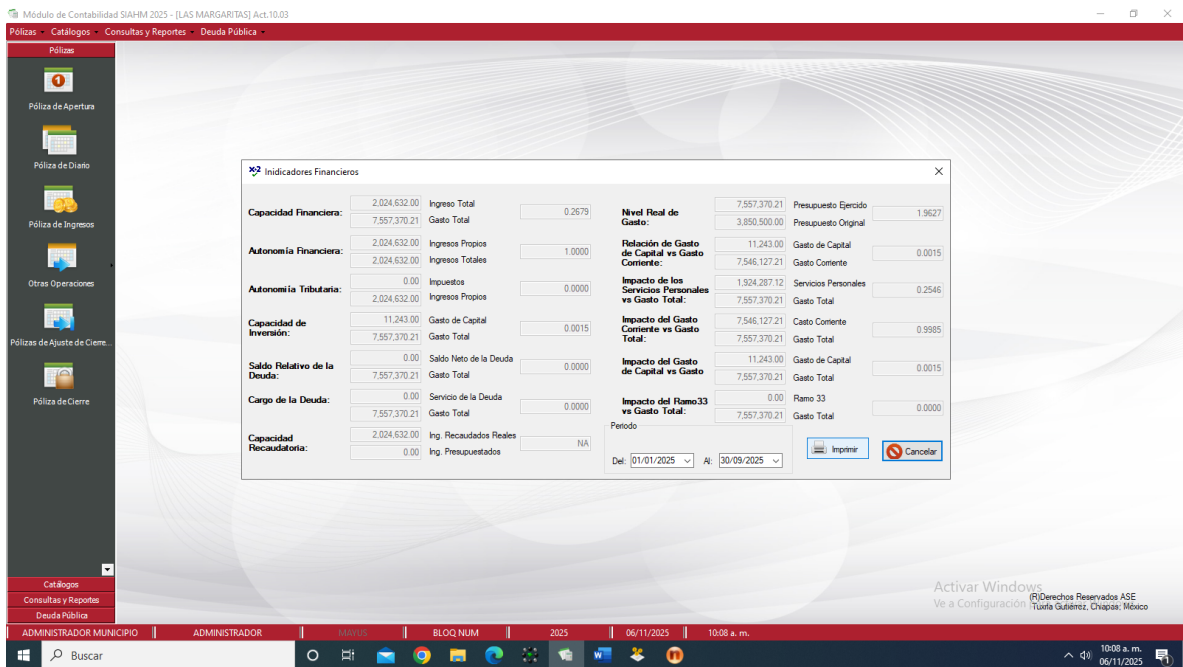 Módulo de Contabilidad SIAHM 2025 - [LAS MARGARITAS] Act.10.03
Pólizas Catálogos Consultas y Reportes Deuda Pública
Pólizas
Póliza de Apertura
Póliza de Diario
Póliza de Ingresos
Otras Operaciones
Pólizas de Ajuste de Cierre...
Póliza de Cierre
Catálogos
Consultas y Reportes
Deuda Pública
Inidicadores Financieros
Capacidad Financiera:
2,024,632.00 Ingreso Total
7,557,370.21 Gasto Total
0.2679
Autonomía Financiera:
2,024,632.00 Ingresos Propios
2,024,632.00 Ingresos Totales
1.0000
Autonomiía Tributaria:
0.00 Impuestos
2,024,632.00 Ingresos Propios
0.0000
Capacidad de
Inversión:
11,243.00 Gasto de Capital
7,557,370.21 Gasto Total
0.0015
Saldo Relativo de la
Deuda:
0.00 Saldo Neto de la Deuda
7,557,370.21 Gasto Total
0.0000
Cargo de la Deuda:
0.00 Servicio de la Deuda
7,557,370.21 Gasto Total
0.0000
Capacidad
Recaudatoria:
2,024,632.00 Ing. Recaudados Reales
0.00 Ing. Presupuestados
NA
Nivel Real de
Gasto:
7,557,370.21 Presupuesto Ejercido
3,850,500.00 Presupuesto Original
1.9627
Relación de Gasto
de Capital vs Gasto
Corriente:
11,243.00 Gasto de Capital
7,546,127.21 Gasto Corriente
0.0015
Impacto de los
Servicios Personales
vs Gasto Total:
1,924,287.12 Servicios Personales
7,557,370.21 Gasto Total
0.2546
Impacto del Gasto
Corriente vs Gasto
Total:
7,546,127.21 Casto Corriente
7,557,370.21 Gasto Total
0.9985
Impacto del Gasto
de Capital vs Gasto
11,243.00 Gasto de Capital
7,557,370.21 Gasto Total
0.0015
Impacto del Ramo33
vs Gasto Total:
0.00 Ramo 33
7,557,370.21 Gasto Total
0.0000
Periodo
Del: 01/01/2025 Al: 30/09/2025
Imprimir
Cancelar
Activar Windows
Ve a Configuración
(R)Derechos Reservados ASE
Tuxtla Gutiérrez, Chiapas; México
ADMINISTRADOR MUNICIPIO ADMINISTRADOR MAYUS BLOQ NUM 2025 06/11/2025 10:08 a. m.
Buscar
10:08 a. m.
06/11/2025